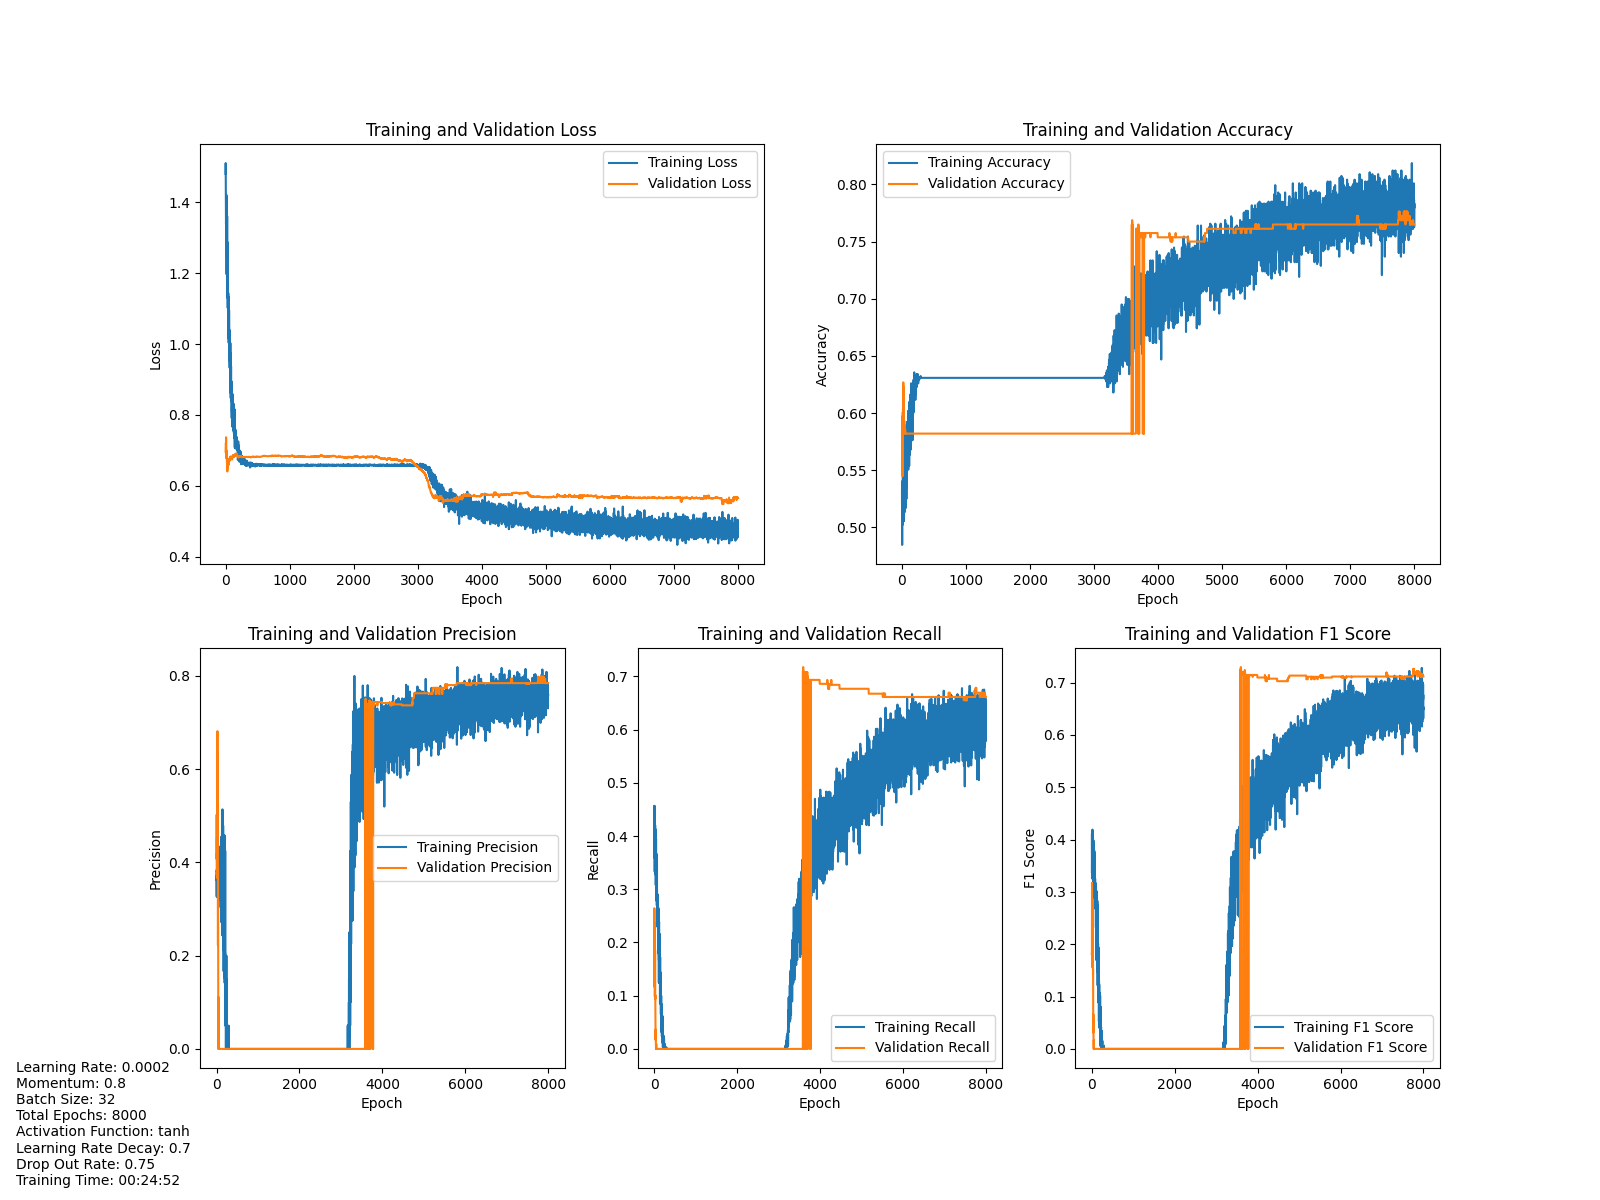 Training and Validation Loss
Training Loss
Validation Loss
1.4
1.2
1.0
0.8
0.6
0.4
Loss
0 1000 2000 3000 4000 5000 6000 7000 8000
Epoch
Training and Validation Accuracy
Training Accuracy
Validation Accuracy
0.80
0.75
0.70
0.65
0.60
0.55
0.50
Accuracy
0 1000 2000 3000 4000 5000 6000 7000 8000
Epoch
Training and Validation Precision
0.8
0.6
0.4
0.2
0.0
Precision
Training Precision
Validation Precision
0 2000 4000 6000 8000
Epoch
Training and Validation Recall
0.7
0.6
0.5
0.4
0.3
0.2
0.1
0.0
Recall
Training Recall
Validation Recall
0 2000 4000 6000 8000
Epoch
Training and Validation F1 Score
0.7
0.6
0.5
0.4
0.3
0.2
0.1
0.0
F1 Score
Training F1 Score
Validation F1 Score
0 2000 4000 6000 8000
Epoch
Learning Rate: 0.0002
Momentum: 0.8
Batch Size: 32
Total Epochs: 8000
Activation Function: tanh
Learning Rate Decay: 0.7
Drop Out Rate: 0.75
Training Time: 00:24:52